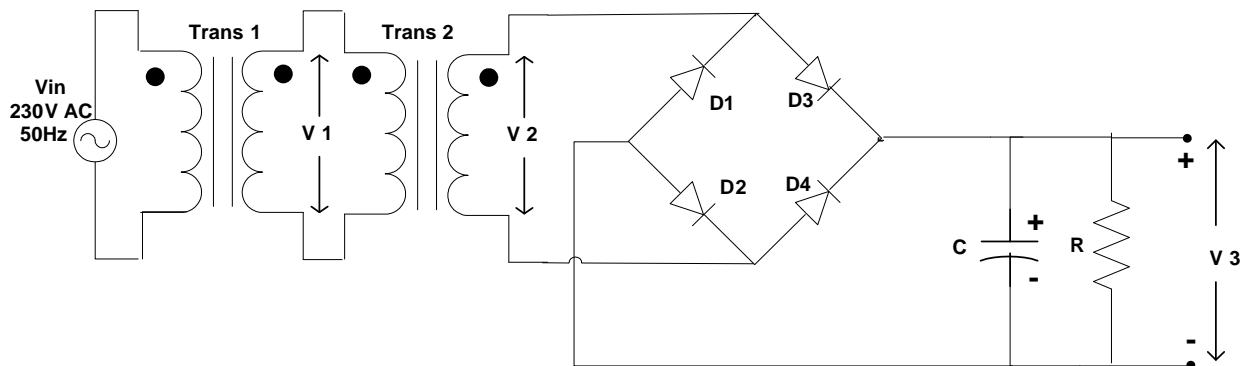 Trans 1
Trans 2
Vin
230V AC
50Hz
V 1
V 2
D1
D3
D2
D4
C
+
-
R
+
-
V 3